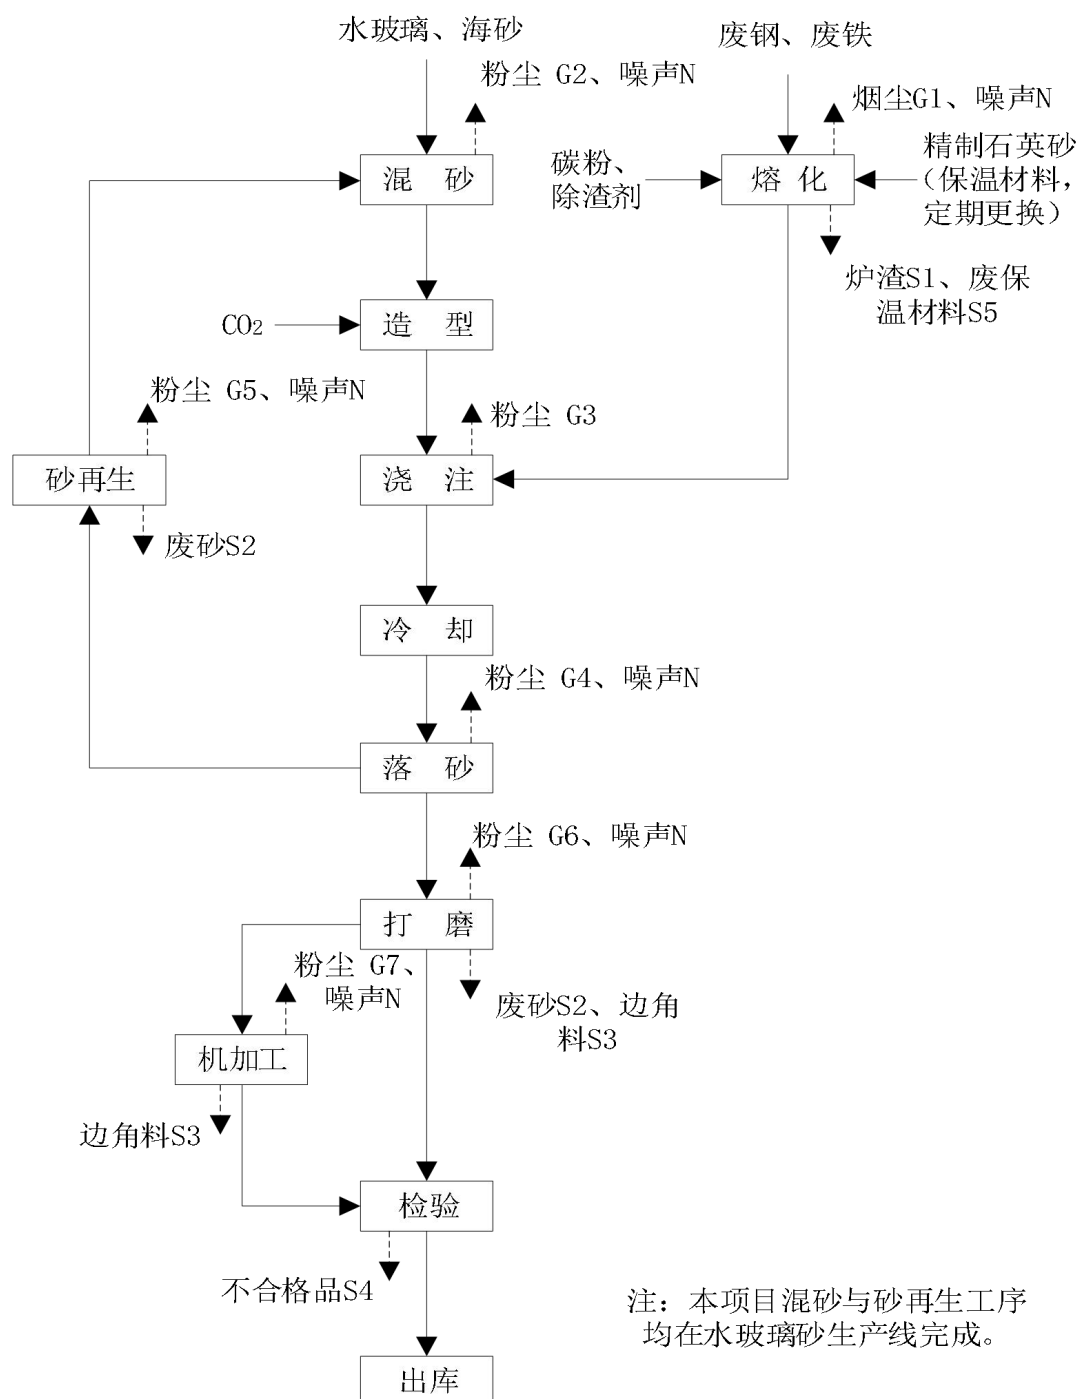 水玻璃、海砂
废钢、废铁
粉尘 G2、噪声N
烟尘G1、噪声N
混 砂
碳粉、
除渣剂
熔 化
精制石英砂
（保温材料，
定期更换）
炉渣S1、废保
温材料S5
CO₂
造 型
粉尘 G5、噪声N
粉尘 G3
砂再生
浇 注
废砂S2
冷 却
粉尘 G4、噪声N
落 砂
粉尘 G6、噪声N
打 磨
粉尘 G7、
噪声N
废砂S2、边角
料S3
机加工
边角料S3
检验
不合格品S4
注：本项目混砂与砂再生工序
均在水玻璃砂生产线完成。
出库